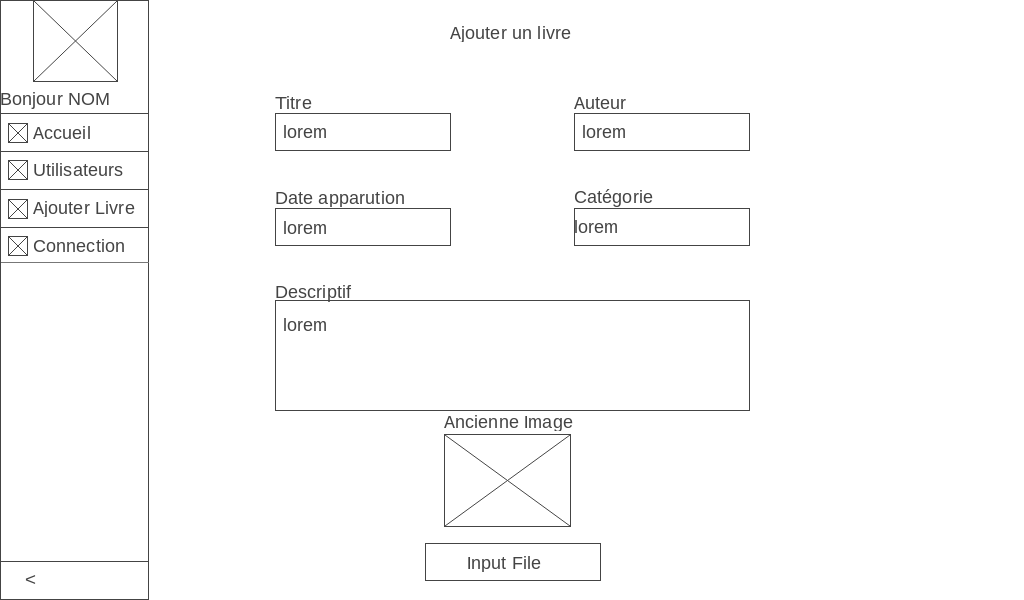 Bonjour NOM
Accueil
Utilisateurs
Ajouter Livre
Connection
<
Ajouter un livre
Titre
lorem
Auteur
lorem
Date apparution
lorem
Catégorie
lorem
Descriptif
lorem
Ancienne Image
Input File